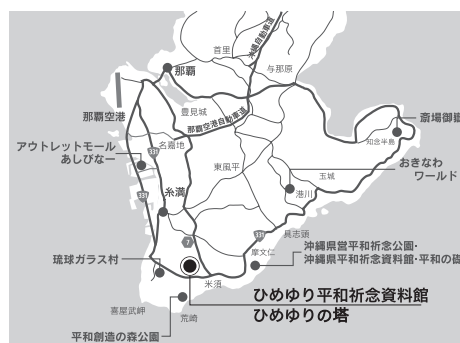 首里
沖縄自動車道
与那原
那覇
那覇空港
豊見城
那覇空港自動車道
斎場御嶽
知念半島
アウトレットモール
あしびなー
331
名嘉地
東風平
おきなわ
ワールド
玉城
糸満
港川
331
331
具志頭
7
摩文仁
沖縄県営平和祈念公園・
沖縄県平和祈念資料館・平和の礎
琉球ガラス村
米須
ひめゆり平和祈念資料館
ひめゆりの塔
喜屋武岬
荒崎
平和創造の森公園